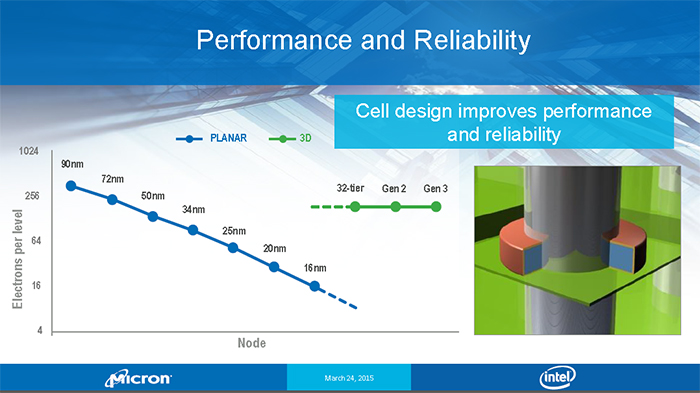 Performance and Reliability
Cell design improves performance
and reliability
PLANAR
3D
1024
256
64
16
4
Electrons per level
90nm
72nm
50nm
34nm
25nm
20nm
16nm
32-tier
Gen 2
Gen 3
Node
Micron
March 24, 2015
intel